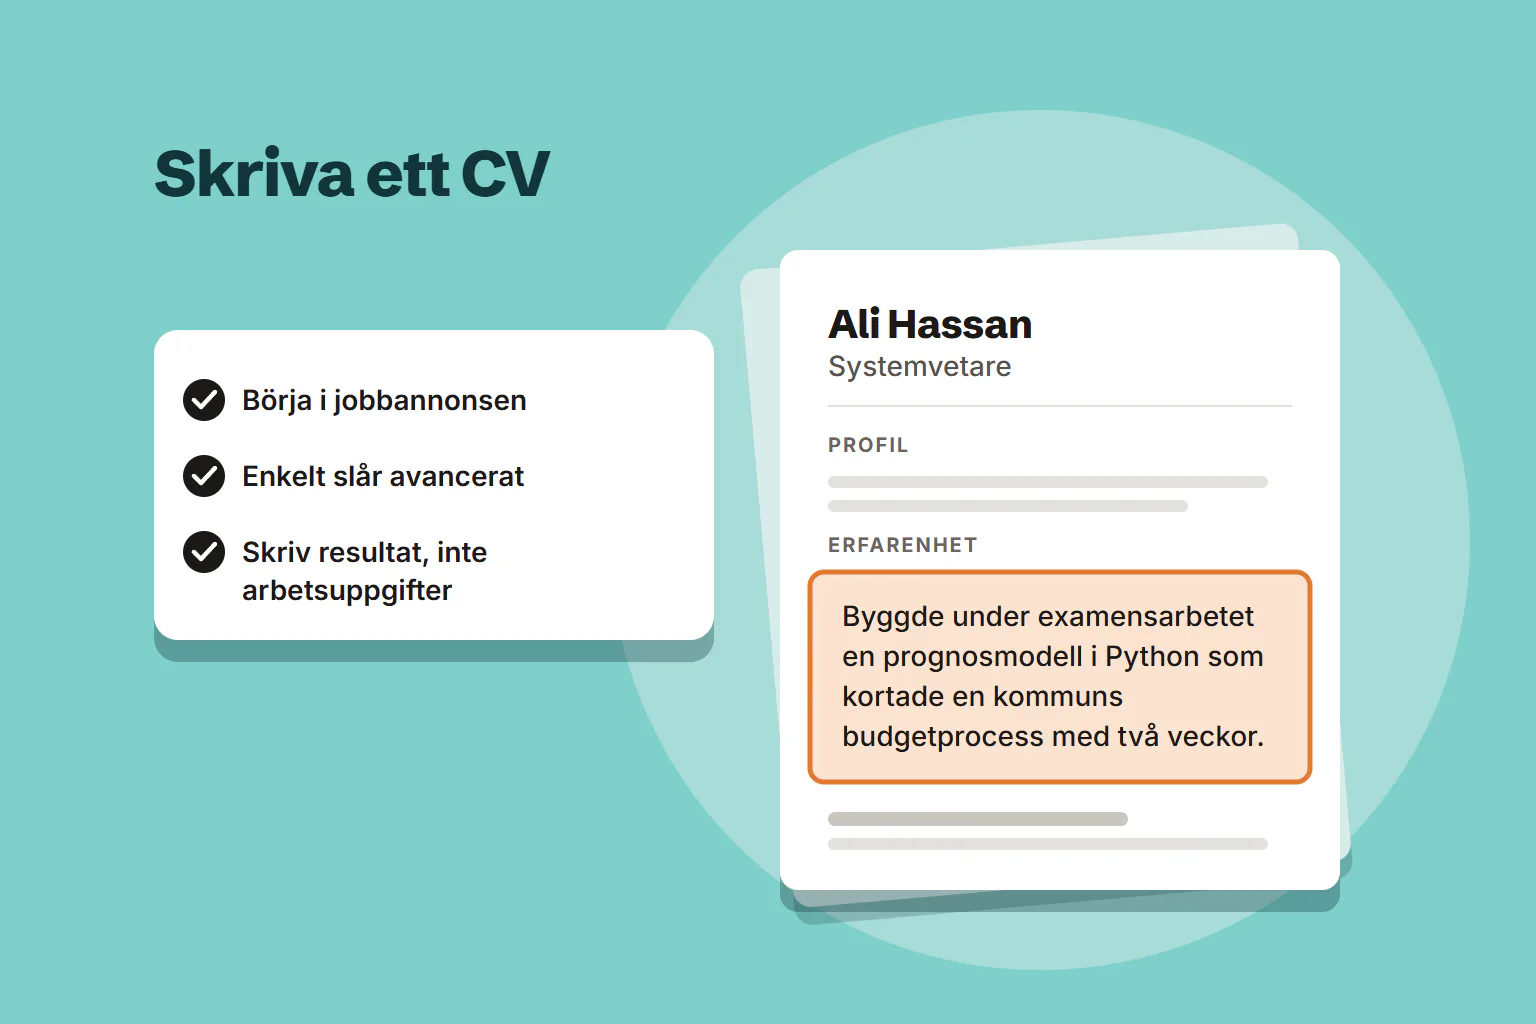 Skriva ett CV
Börja i jobbannonsen
Enkelt slår avancerat
Skriv resultat, inte
arbetsuppgifter
Ali Hassan
Systemvetare
PROFIL
ERFARENHET
Byggde under examensarbetet
en prognosmodell i Python som
kortade en kommuns
budgetprocess med två veckor.